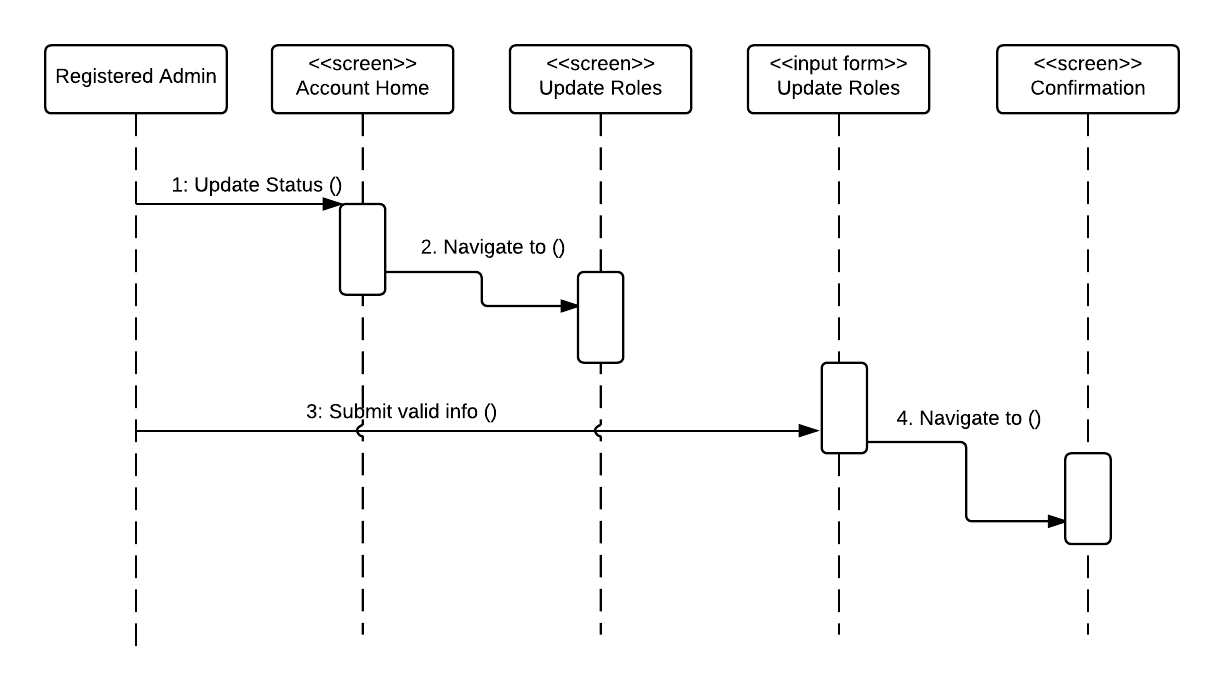 Registered Admin
<<screen>>
Account Home
<<screen>>
Update Roles
<<input form>>
Update Roles
<<screen>>
Confirmation
1: Update Status ()
2. Navigate to ()
3: Submit valid info ()
4. Navigate to ()